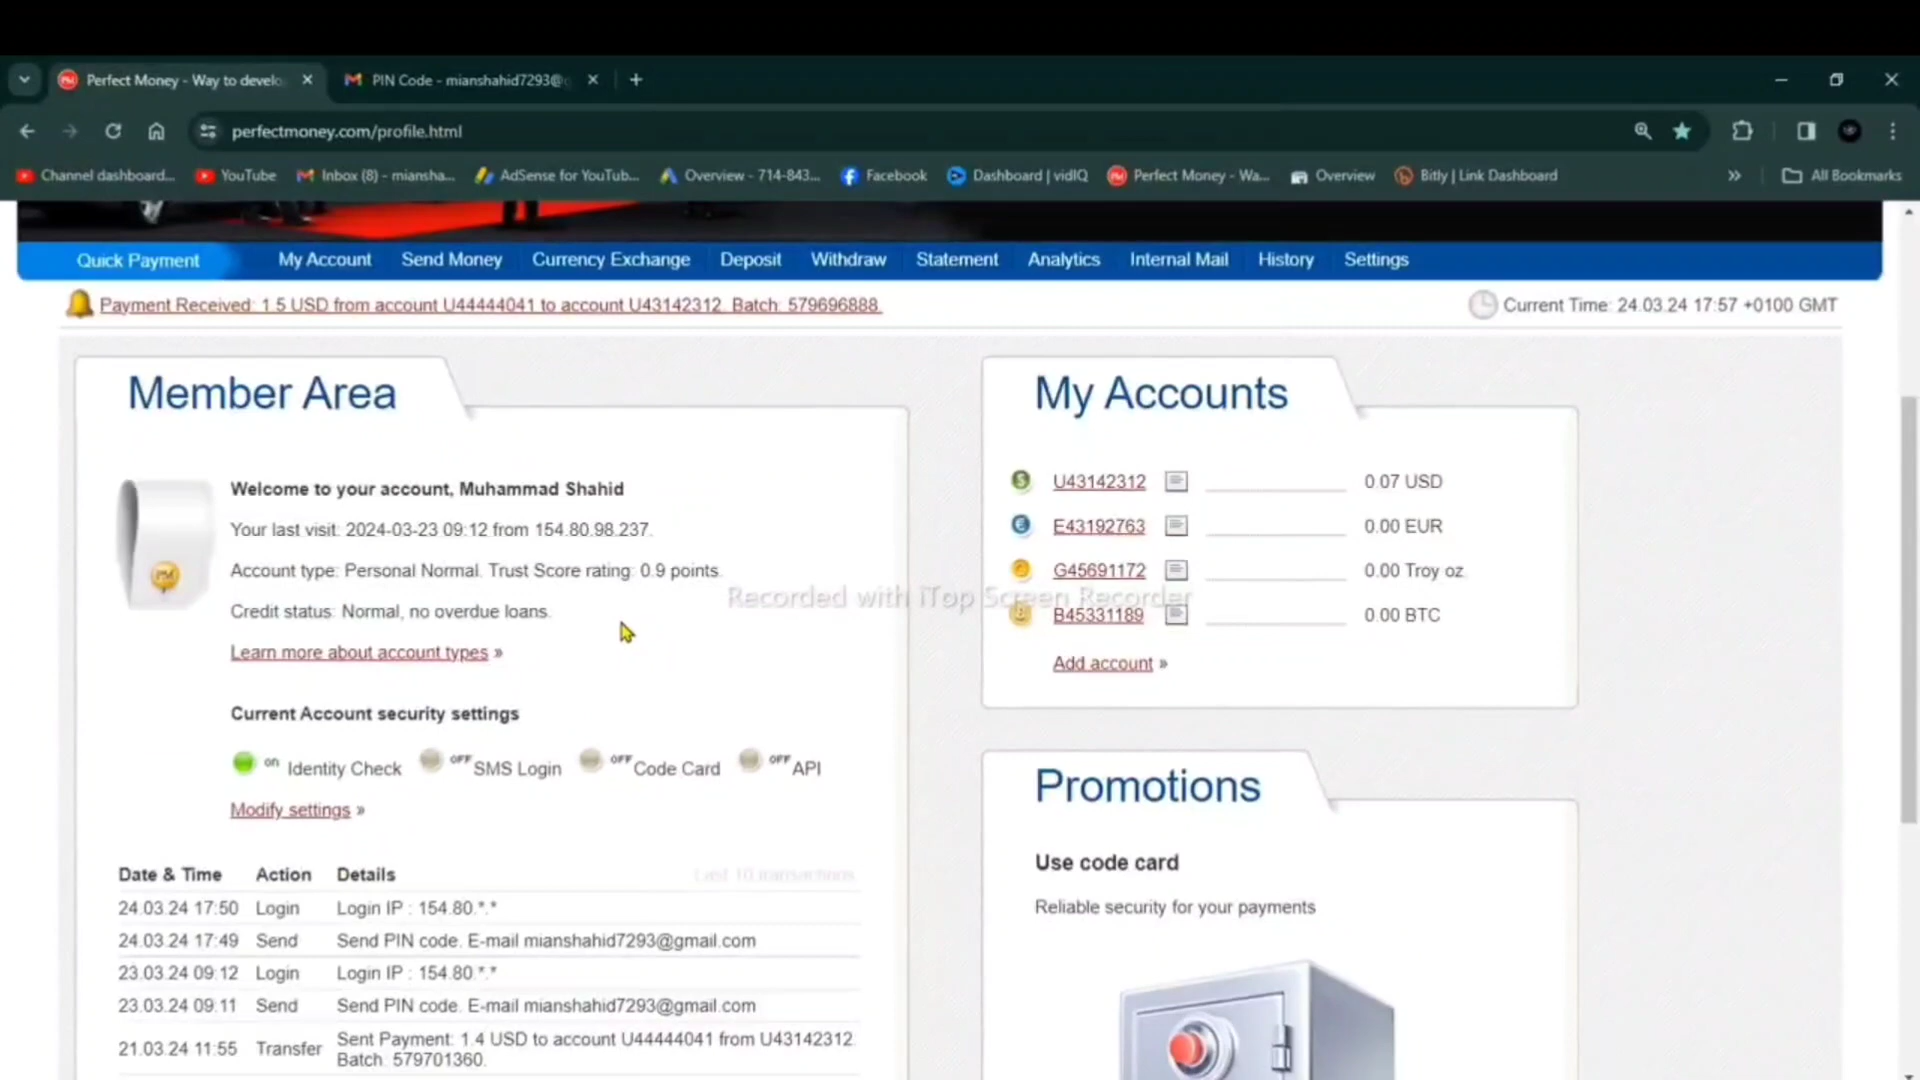 Perfect Money - Way to develo
PIN Code - mianshahid7293@g
perfectmoney.com/profile.html
Channel dashboard...
YouTube
Inbox (8) - miansha...
AdSense for YouTub...
Overview - 714-843...
Facebook
Dashboard | vidIQ
Perfect Money - Wa...
Overview
Bitly | Link Dashboard
»
All Bookmarks
Quick Payment
My Account
Send Money
Currency Exchange
Deposit
Withdraw
Statement
Analytics
Internal Mail
History
Settings
Payment Received: 1.5 USD from account U44444041 to account U43142312. Batch: 579696888.
Current Time: 24.03.24 17:57 +0100 GMT
Member Area
Welcome to your account, Muhammad Shahid
Your last visit: 2024-03-23 09:12 from 154.80.98.237.
Account type: Personal Normal. Trust Score rating: 0.9 points.
Credit status: Normal, no overdue loans.
Learn more about account types »
Current Account security settings
on Identity Check OFF SMS Login OFF Code Card OFF API
Modify settings »
Date & Time Action Details Last 10 transactions
24.03.24 17:50 Login Login IP : 154.80.*.*
24.03.24 17:49 Send Send PIN code. E-mail mianshahid7293@gmail.com
23.03.24 09:12 Login Login IP : 154.80.*.*
23.03.24 09:11 Send Send PIN code. E-mail mianshahid7293@gmail.com
21.03.24 11:55 Transfer Sent Payment: 1.4 USD to account U44444041 from U43142312.
Batch: 579701360.
My Accounts
U43142312 0.07 USD
E43192763 0.00 EUR
G45691172 0.00 Troy oz.
B45331189 0.00 BTC
Add account »
Recorded with iTop Screen Recorder
Promotions
Use code card
Reliable security for your payments